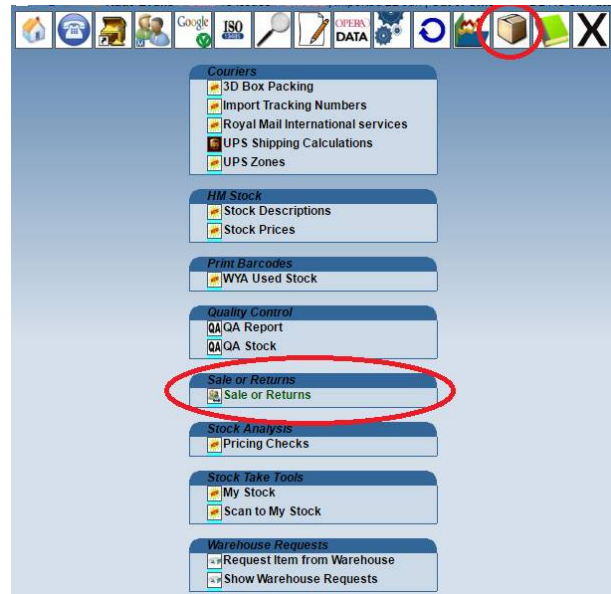 Google ISO OPERA DATA X
Couriers
3D Box Packing
Import Tracking Numbers
Royal Mail International services
UPS Shipping Calculations
UPS Zones
HM Stock
Stock Descriptions
Stock Prices
Print Barcodes
WYA Used Stock
Quality Control
QA QA Report
QA QA Stock
Sale or Returns
Sale or Returns
Stock Analysis
Pricing Checks
Stock Take Tools
My Stock
Scan to My Stock
Warehouse Requests
Request Item from Warehouse
Show Warehouse Requests